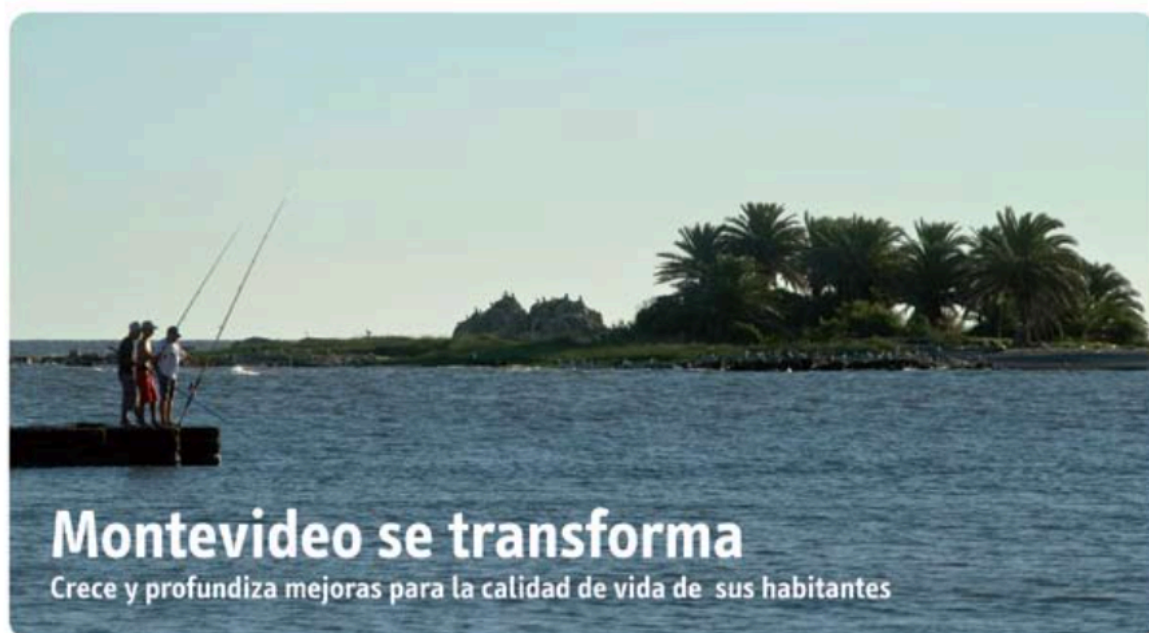 Montevideo se transforma
Crece y profundiza mejoras para la calidad de vida de sus habitantes